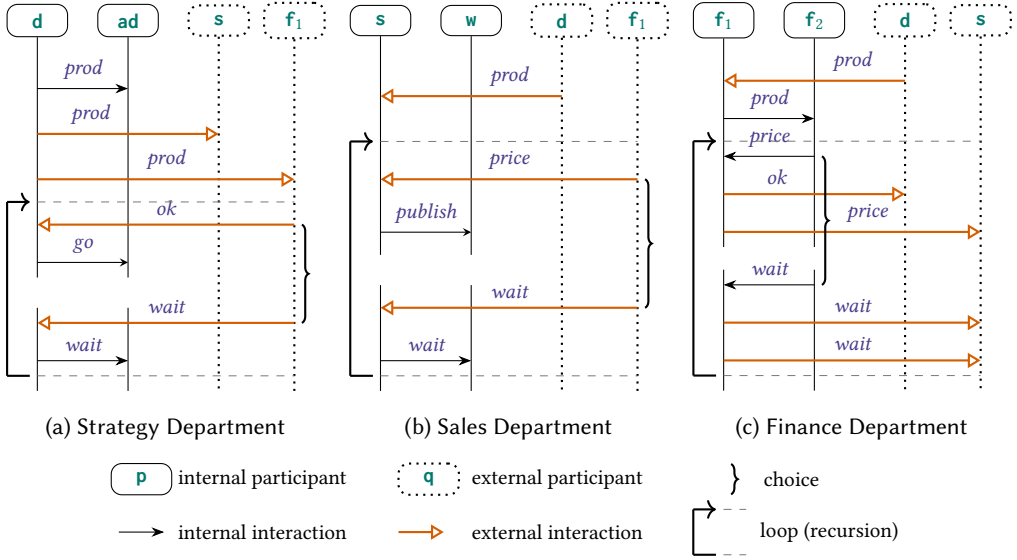 d ad s f1
prod
prod
prod
ok
go
wait
wait
(a) Strategy Department
s w d f1
prod
price
publish
wait
wait
(b) Sales Department
f1 f2 d s
prod
prod
price
ok
price
wait
wait
wait
(c) Finance Department
p internal participant q external participant choice
internal interaction external interaction loop (recursion)